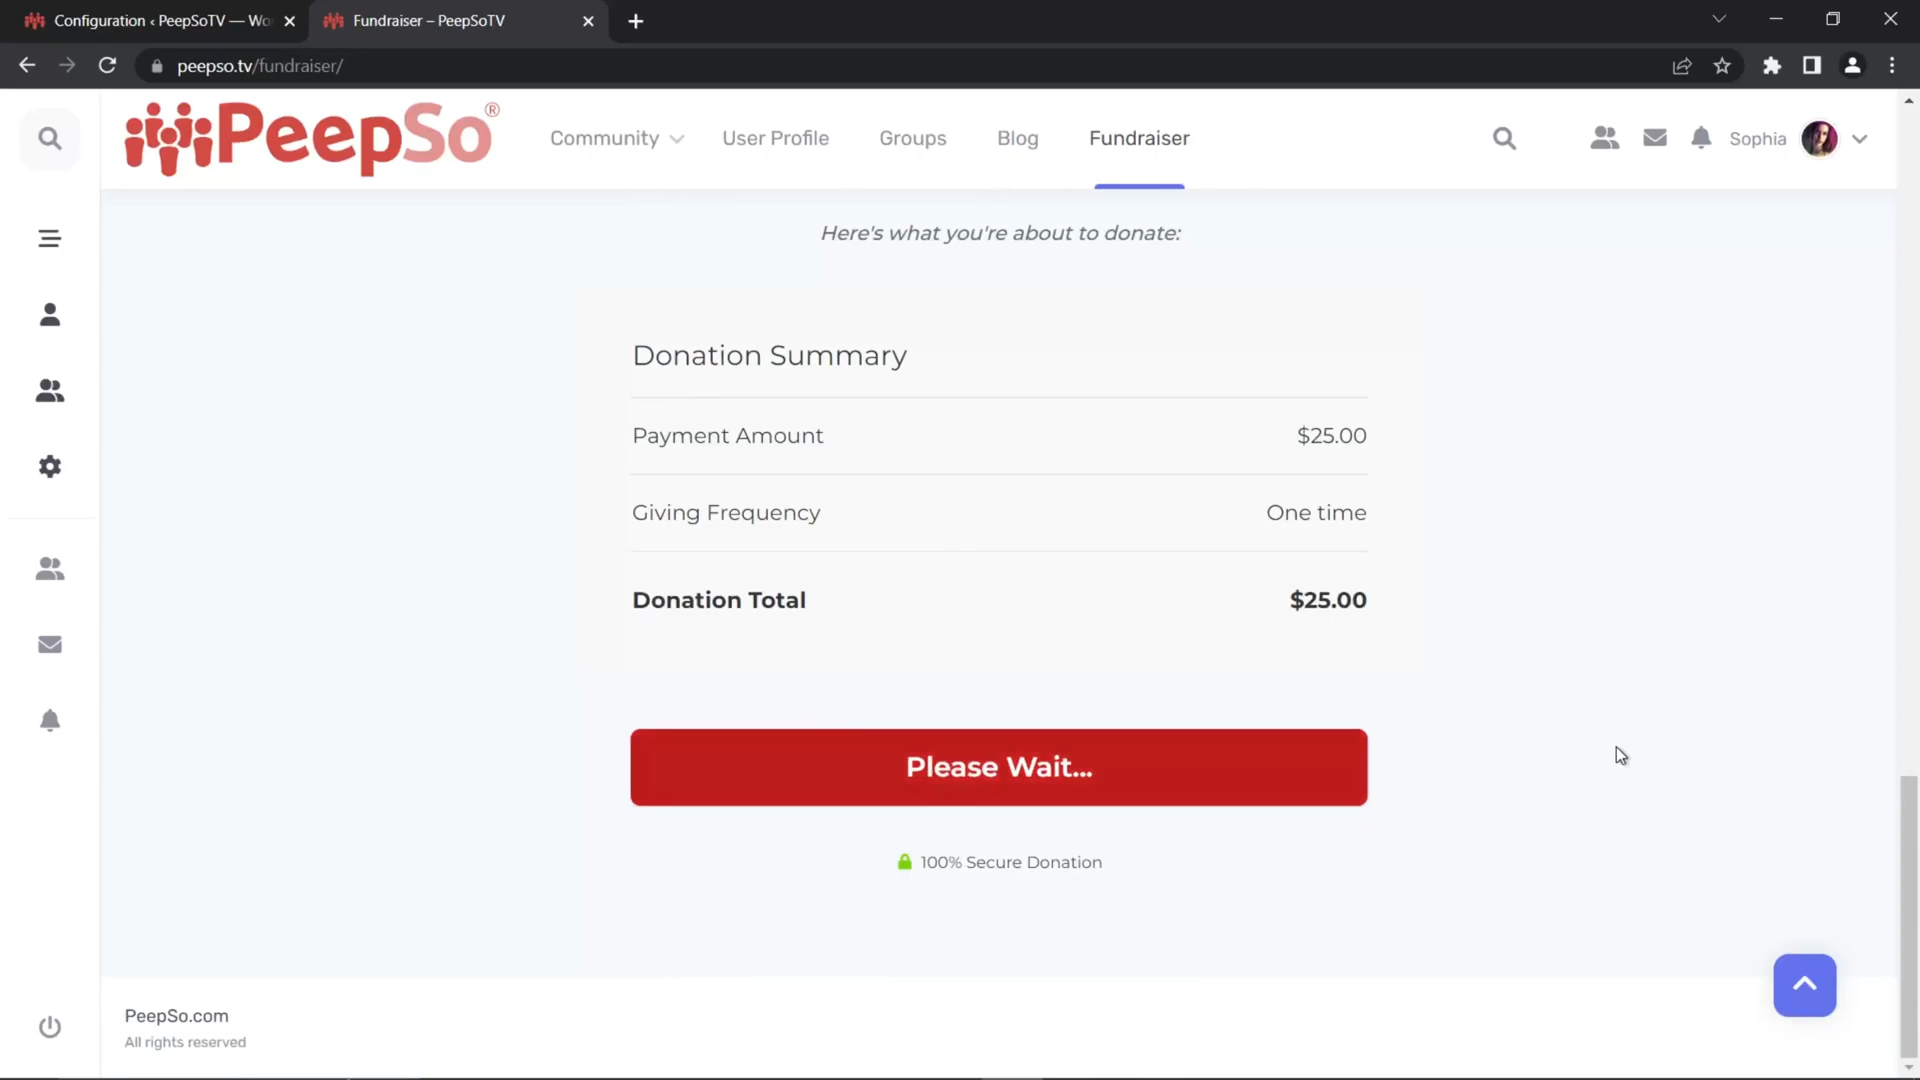 Configuration ‹ PeepSoTV — Wo
Fundraiser – PeepSoTV
peepso.tv/fundraiser/
PeepSo®
Community
User Profile
Groups
Blog
Fundraiser
Sophia
Here's what you're about to donate:
Donation Summary
Payment Amount $25.00
Giving Frequency One time
Donation Total $25.00
Please Wait...
100% Secure Donation
PeepSo.com
All rights reserved